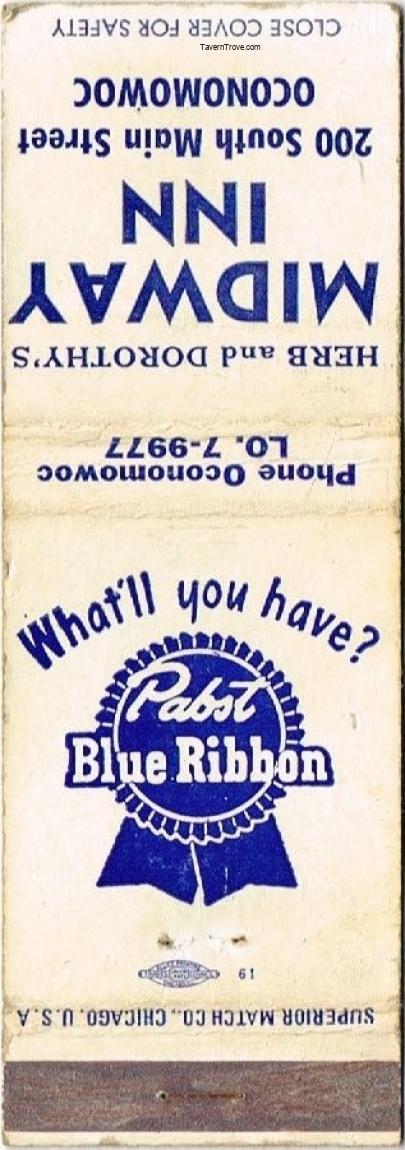 CLOSE COVER FOR SAFETY
TavernTrove.com
HERB and DOROTHY'S
MIDWAY
INN
200 South Main Street
OCONOMOWOC
Phone Oconomowoc
LO. 7-9977
What'll you have?
Pabst
Blue Ribbon
61
SUPERIOR MATCH CO., CHICAGO, U.S.A